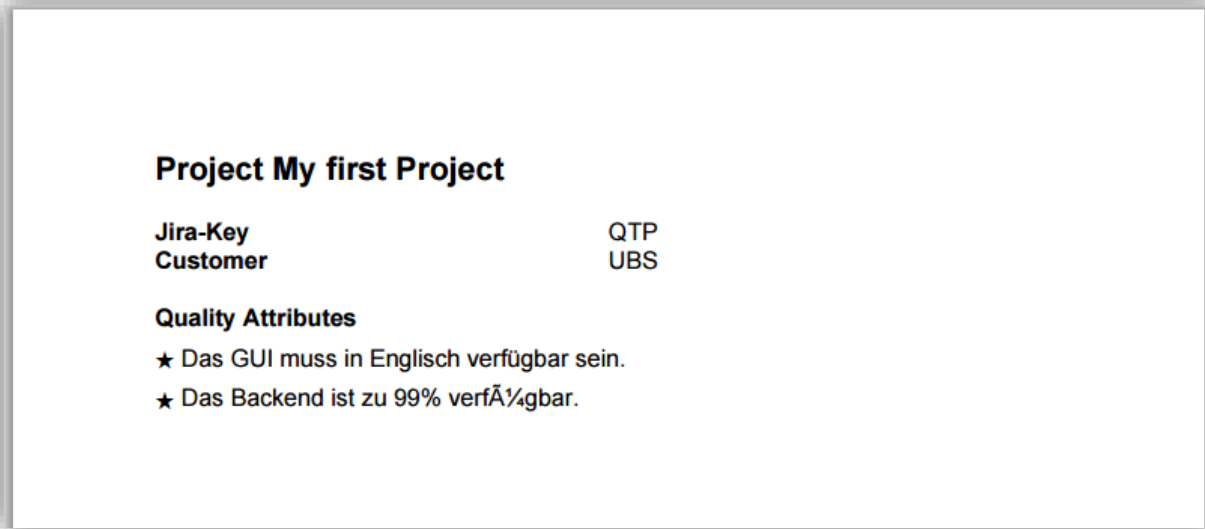 Project My first Project
Jira-Key QTP
Customer UBS
Quality Attributes
★ Das GUI muss in Englisch verfügbar sein.
★ Das Backend ist zu 99% verfÃ¼gbar.